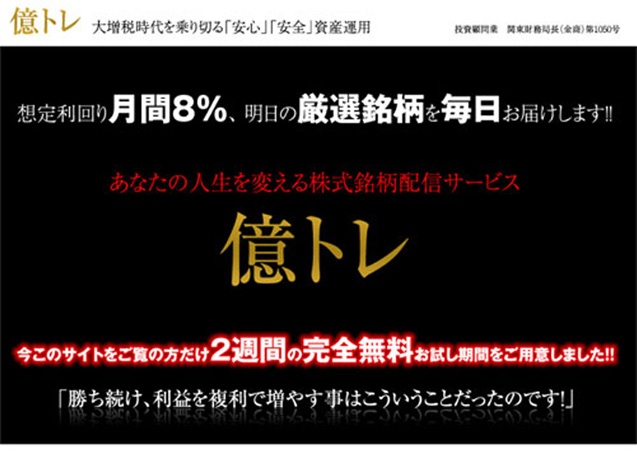 億トレ 大増税時代を乗り切る「安心」「安全」資産運用 投資顧問業 関東財務局長(金商)第1050号
想定利回り月間8%、明日の厳選銘柄を毎日お届けします!!
あなたの人生を変える株式銘柄配信サービス
億トレ
今このサイトをご覧の方だけ2週間の完全無料お試し期間をご用意しました!!
「勝ち続け、利益を複利で増やす事はこういうことだったのです!」